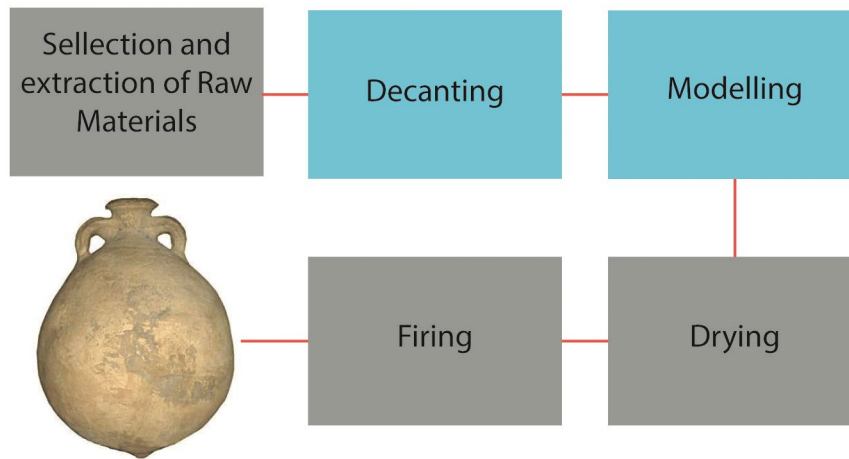 Sellection and
extraction of Raw
Materials
Decanting
Modelling
Firing
Drying